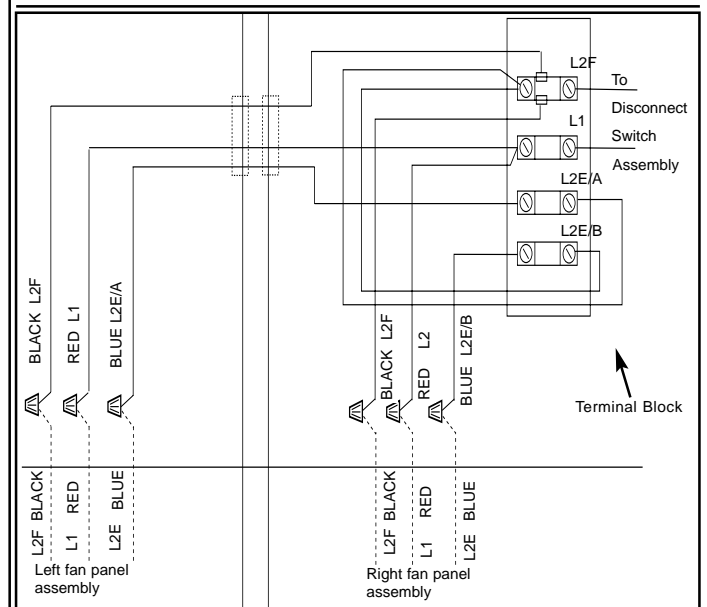 L2F
To
Disconnect
L1
Switch
Assembly
L2E/A
L2E/B
BLACK L2F
RED L1
BLUE L2E/A
BLACK L2F
RED L2
BLUE L2E/B
Terminal Block
L2F BLACK
L1 RED
L2E BLUE
L2F BLACK
L1 RED
L2E BLUE
Left fan panel
assembly
Right fan panel
assembly